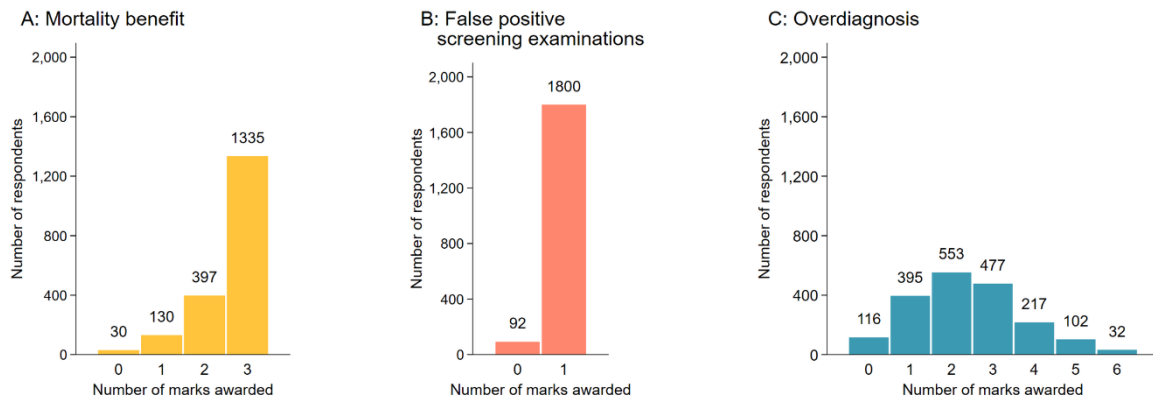 A: Mortality benefit
Number of respondents
2,000
1,600
1,200
800
400
0
30
130
397
1335
0 1 2 3
Number of marks awarded
B: False positive
screening examinations
Number of respondents
2,000
1,600
1,200
800
400
0
92
1800
0 1
Number of marks awarded
C: Overdiagnosis
Number of respondents
2,000
1,600
1,200
800
400
0
116
395
553
477
217
102
32
0 1 2 3 4 5 6
Number of marks awarded